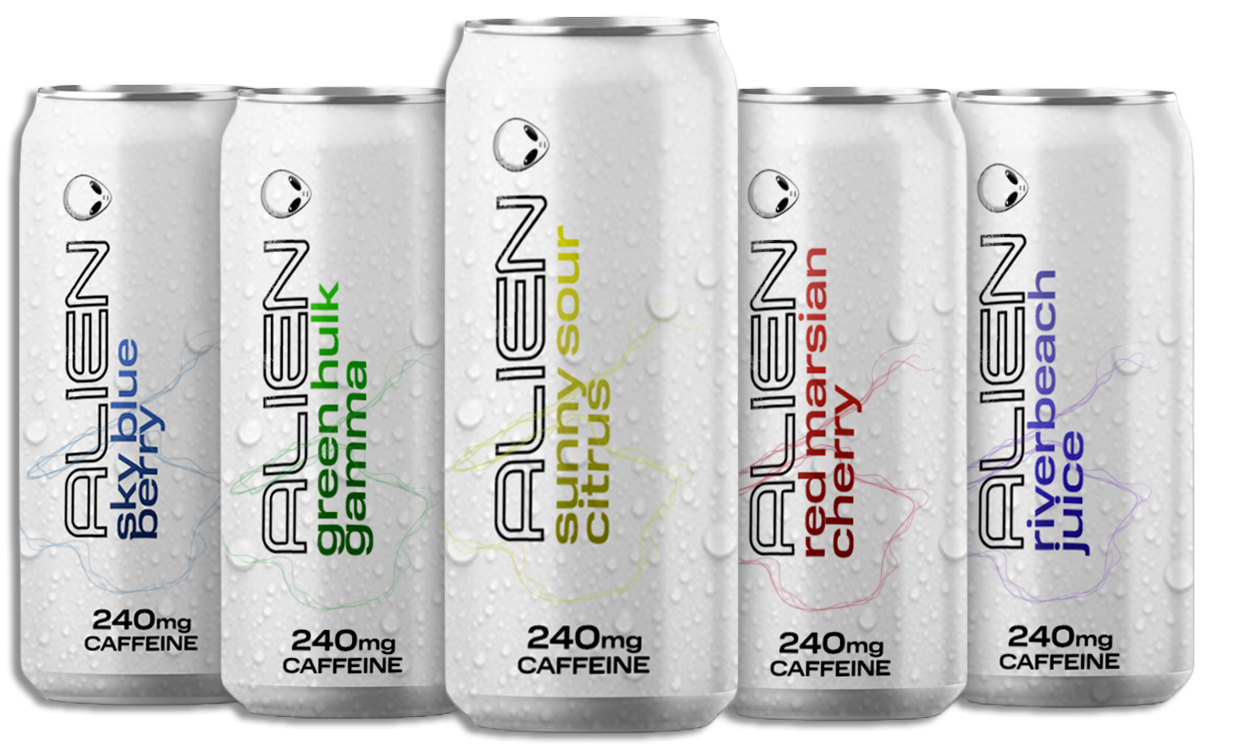 ALIEN
sky blue
berry
240mg
CAFFEINE
ALIEN
green hulk
gamma
240mg
CAFFEINE
ALIEN
sunny sour
citrus
240mg
CAFFEINE
ALIEN
red marsian
cherry
240mg
CAFFEINE
ALIEN
riverbeach
juice
240mg
CAFFEINE